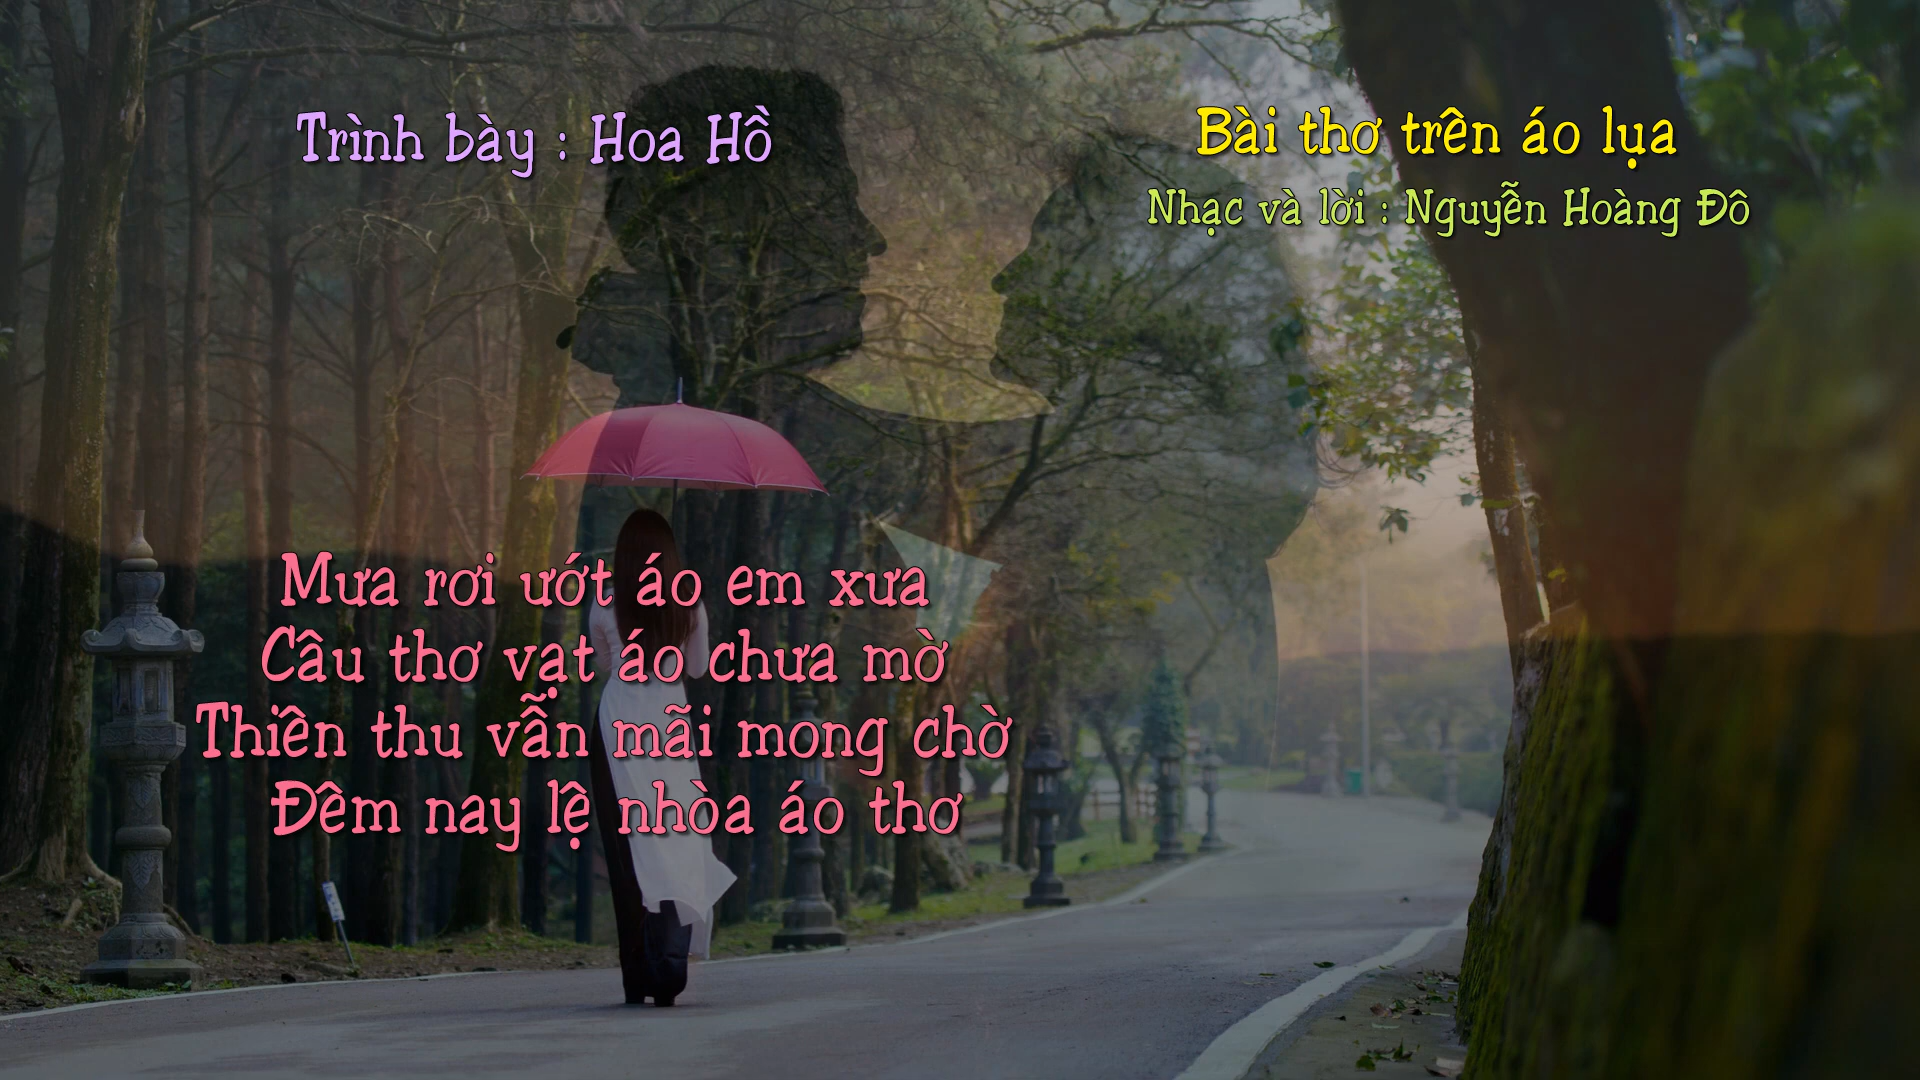 Trình bày : Hoa Hồ
Bài thơ trên áo lụa
Nhạc và lời : Nguyễn Hoàng Đô
Mưa rơi ướt áo em xưa
Câu thơ vạt áo chưa mờ
Thiên thu vẫn mãi mong chờ
Đêm nay lệ nhòa áo thơ